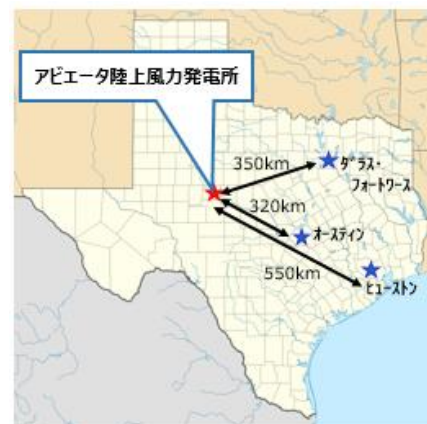 アビエータ陸上風力発電所
350km
ﾀﾞﾗｽ･
ﾌｫｰﾄﾜｰｽ
320km
ｵｰｽﾃｨﾝ
550km
ﾋｭｰｽﾄﾝ